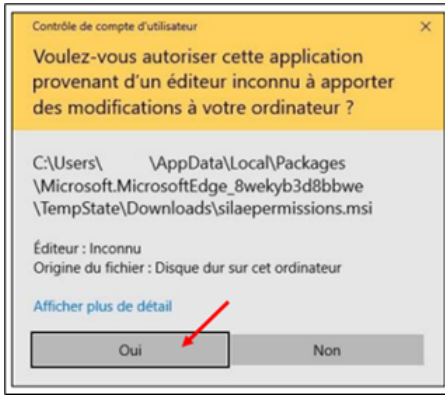 Contrôle de compte d'utilisateur
Voulez-vous autoriser cette application
provenant d'un éditeur inconnu à apporter
des modifications à votre ordinateur ?
C:\Users\ \AppData\Local\Packages
\Microsoft.MicrosoftEdge_8wekyb3d8bbwe
\TempState\Downloads\silaepermissions.msi
Éditeur : Inconnu
Origine du fichier : Disque dur sur cet ordinateur
Afficher plus de détail
Oui Non